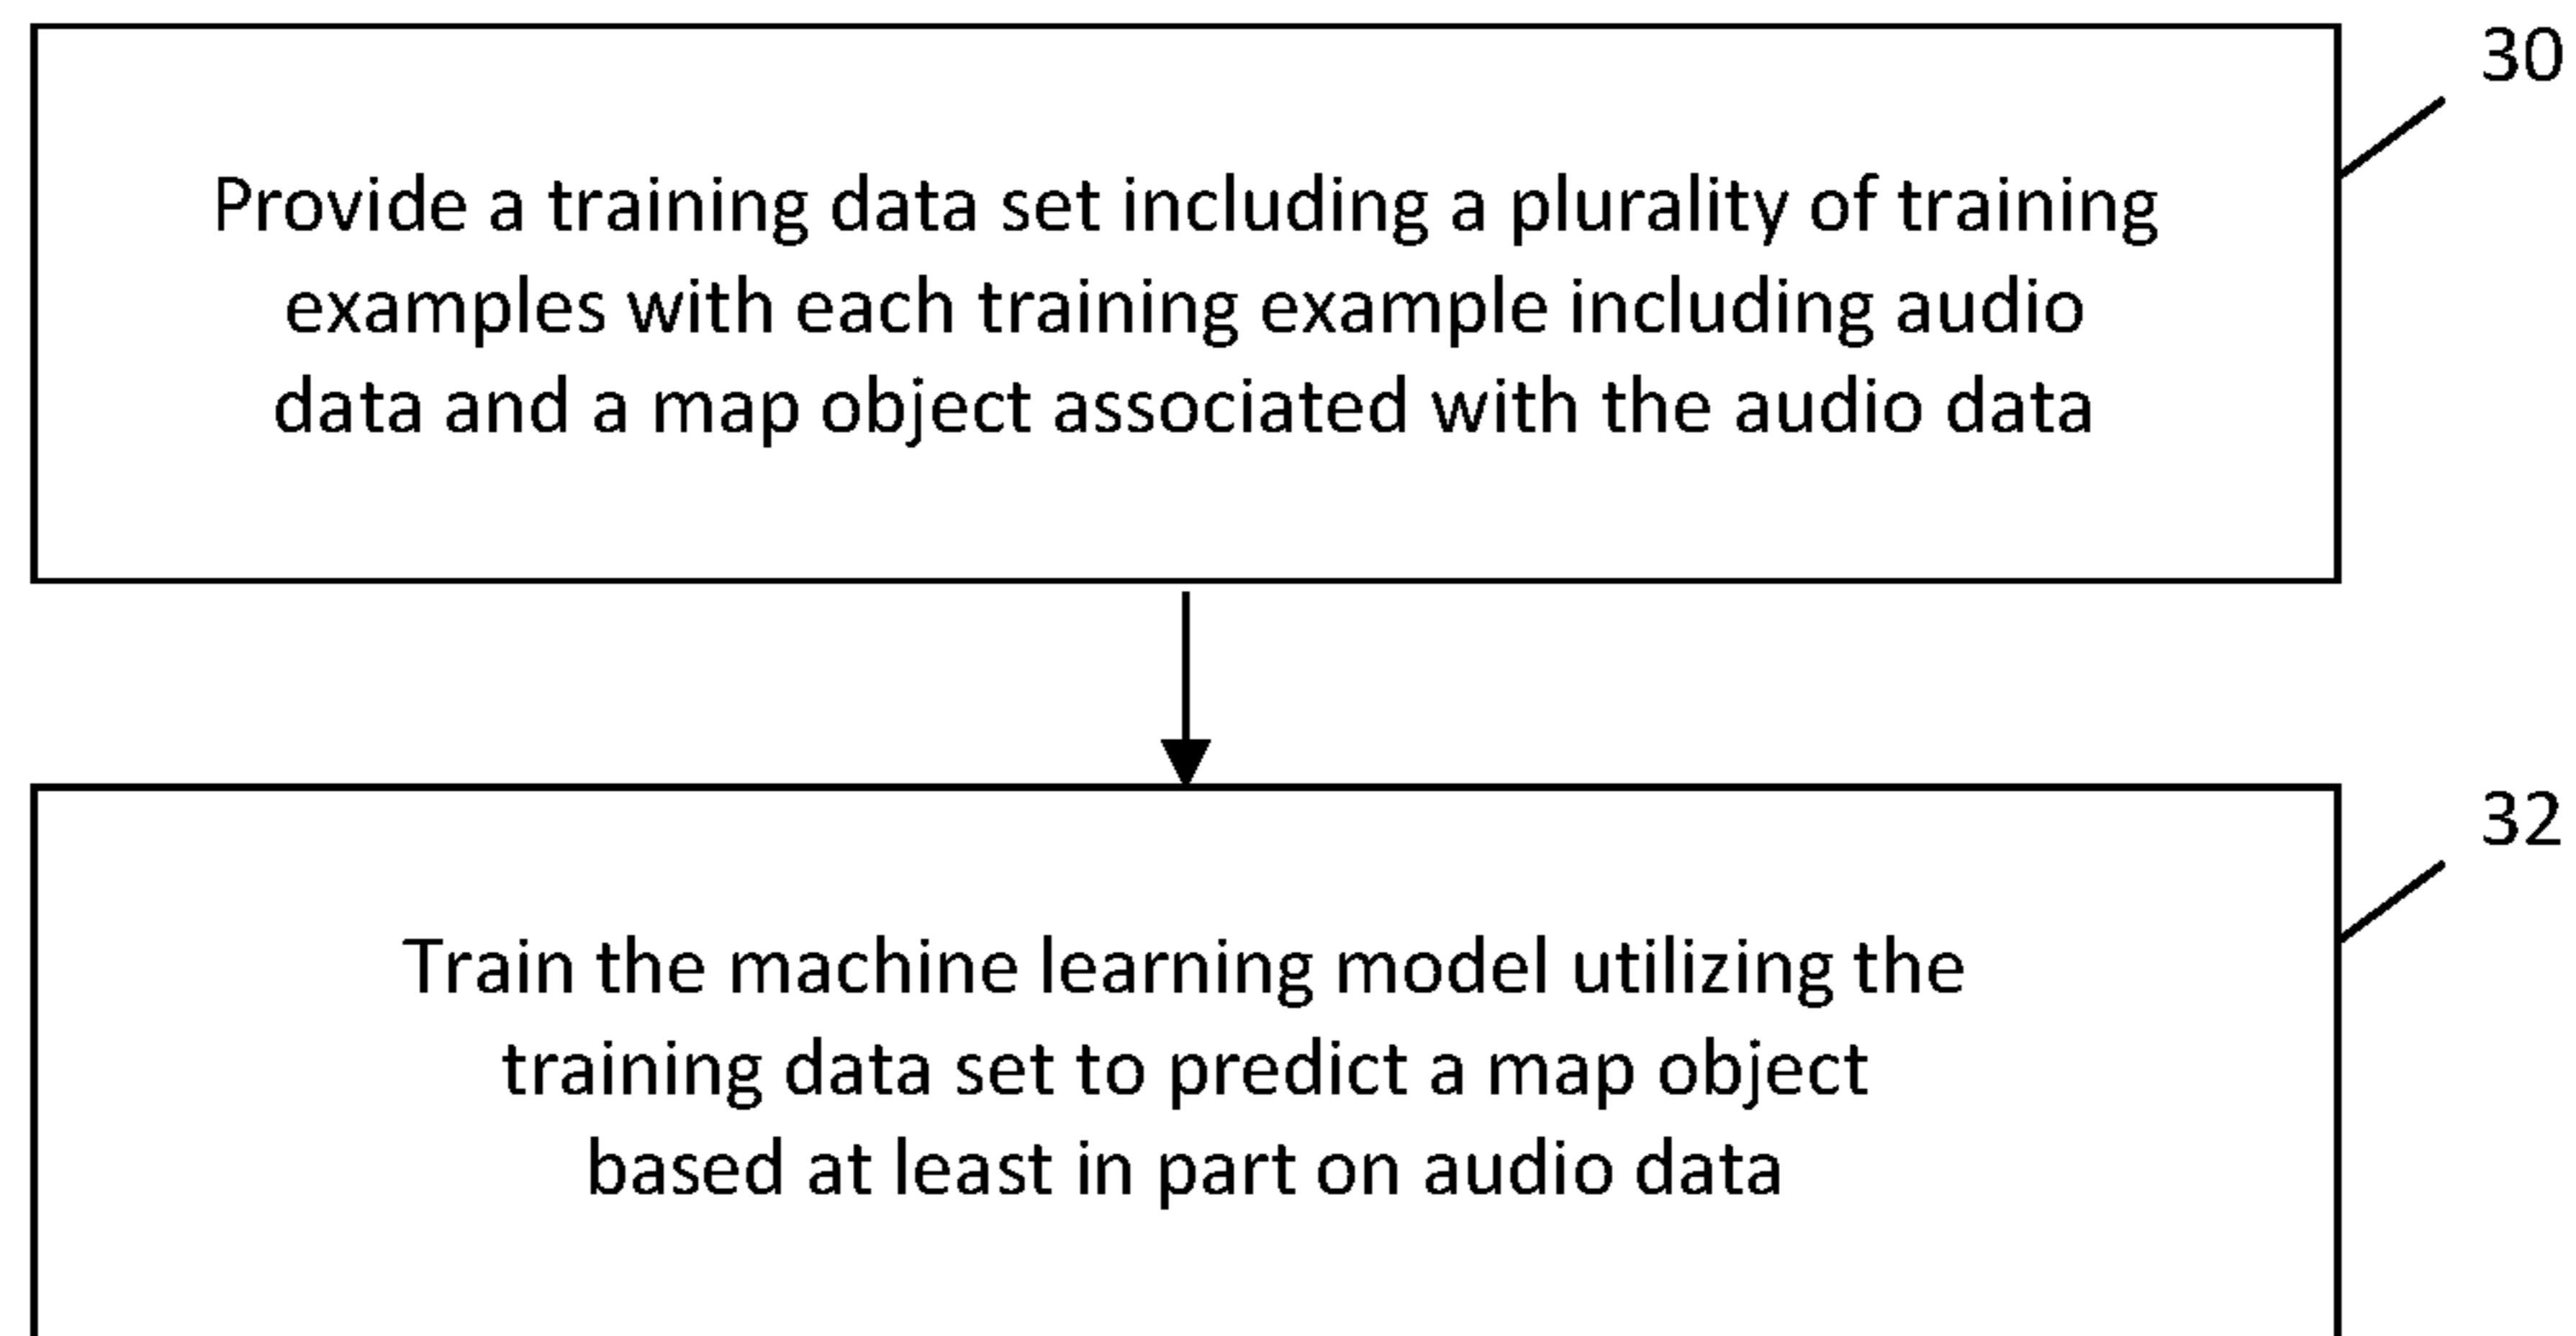 30
Provide a training data set including a plurality of training
examples with each training example including audio
data and a map object associated with the audio data
32
Train the machine learning model utilizing the
training data set to predict a map object
based at least in part on audio data